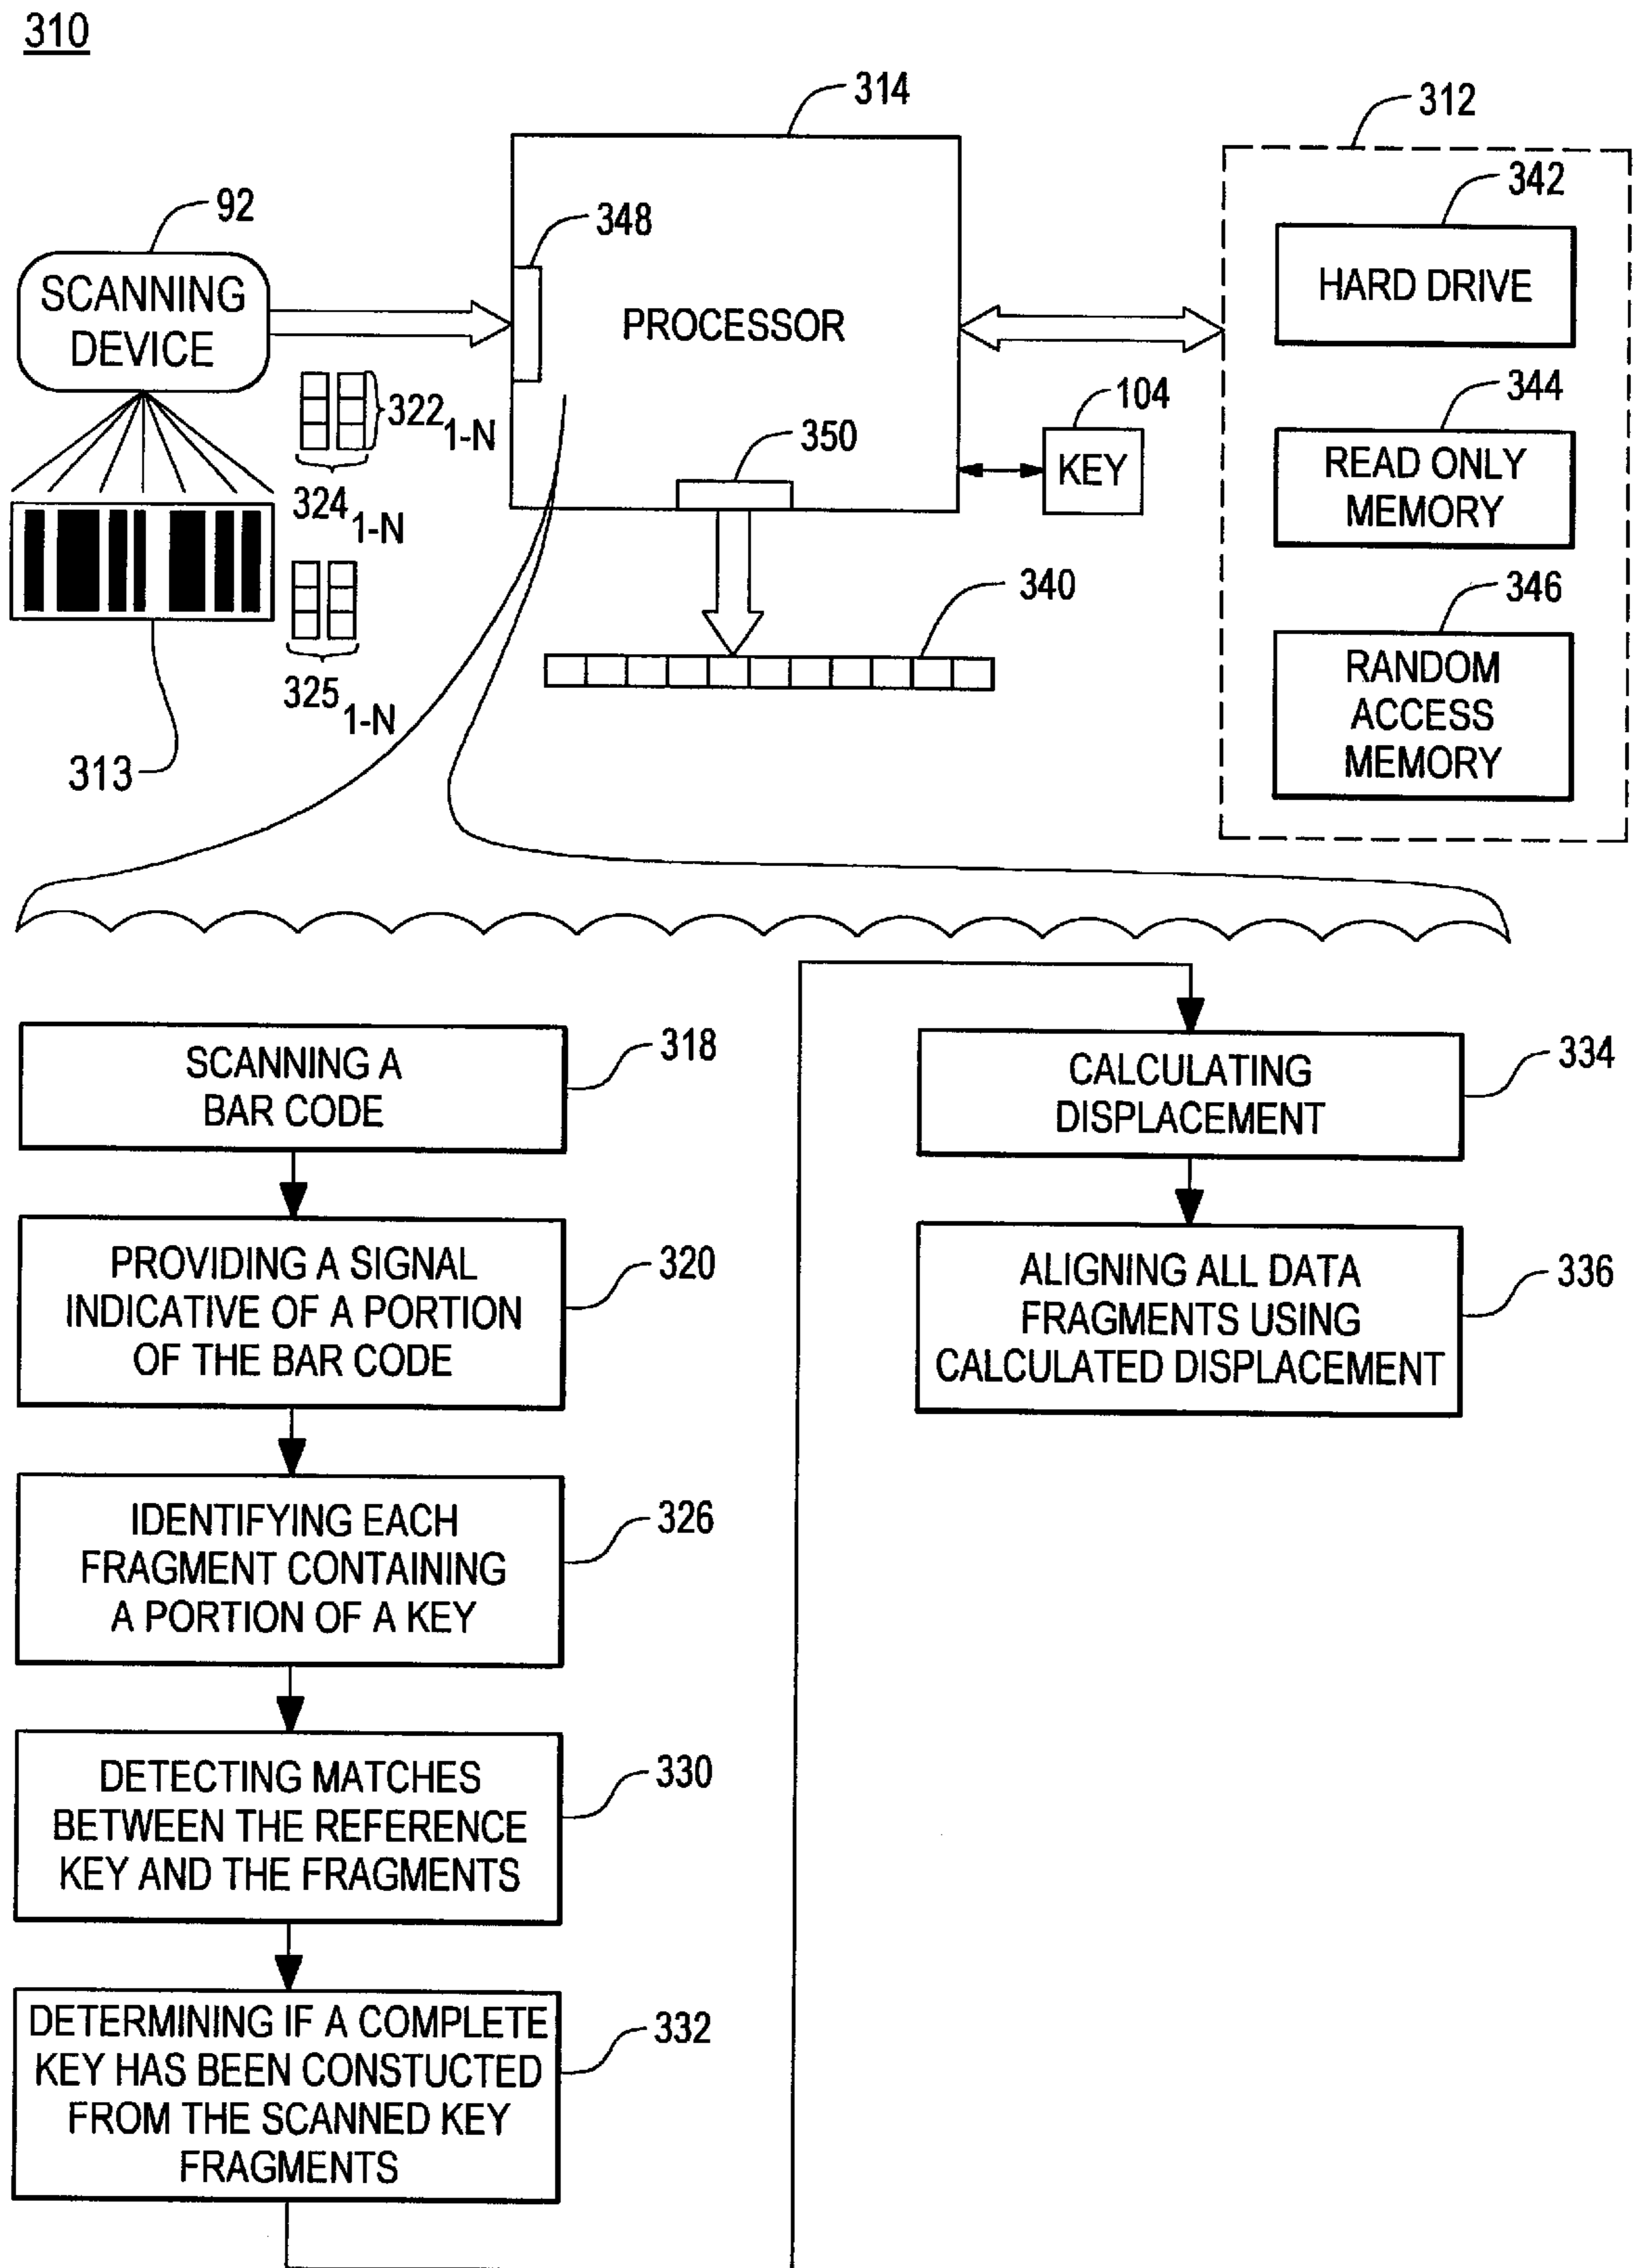 310
314
312
342
92
348
SCANNING
DEVICE
PROCESSOR
HARD DRIVE
344
104
322 1-N
350
KEY
READ ONLY
MEMORY
324 1-N
340
346
RANDOM
ACCESS
MEMORY
325 1-N
313
SCANNING A
BAR CODE
318
PROVIDING A SIGNAL
INDICATIVE OF A PORTION
OF THE BAR CODE
320
IDENTIFYING EACH
FRAGMENT CONTAINING
A PORTION OF A KEY
326
DETECTING MATCHES
BETWEEN THE REFERENCE
KEY AND THE FRAGMENTS
330
DETERMINING IF A COMPLETE
KEY HAS BEEN CONSTUCTED
FROM THE SCANNED KEY
FRAGMENTS
332
CALCULATING
DISPLACEMENT
334
ALIGNING ALL DATA
FRAGMENTS USING
CALCULATED DISPLACEMENT
336